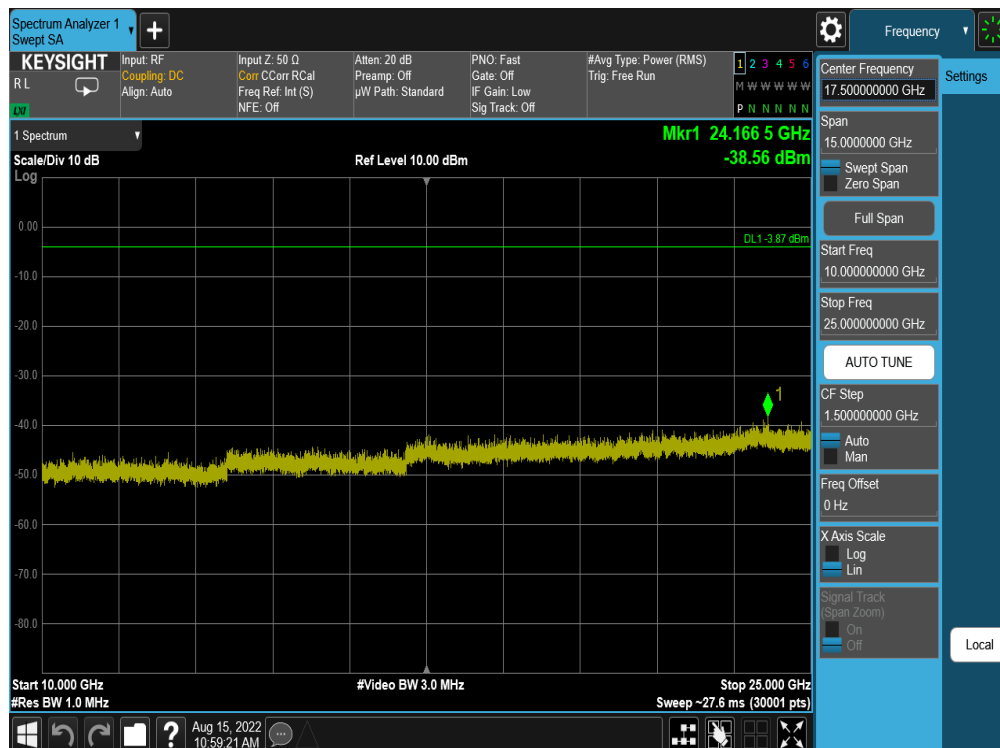 Spectrum Analyzer 1
Swept SA
Frequency
KEYSIGHT
R L
LXI
Input: RF
Coupling: DC
Align: Auto
Input Z: 50 Ω
Corr CCorr RCal
Freq Ref: Int (S)
NFE: Off
Atten: 20 dB
Preamp: Off
µW Path: Standard
PNO: Fast
Gate: Off
IF Gain: Low
Sig Track: Off
#Avg Type: Power (RMS)
Trig: Free Run
1 2 3 4 5 6
M W W W W W
P N N N N N
1 Spectrum
Mkr1 24.166 5 GHz
Scale/Div 10 dB
Ref Level 10.00 dBm
-38.56 dBm
Log
0.00
DL1 -3.87 dBm
-10.0
-20.0
-30.0
1
-40.0
-50.0
-60.0
-70.0
-80.0
Start 10.000 GHz
#Video BW 3.0 MHz
Stop 25.000 GHz
#Res BW 1.0 MHz
Sweep ~27.6 ms (30001 pts)
Center Frequency
17.500000000 GHz
Settings
Span
15.0000000 GHz
Swept Span
Zero Span
Full Span
Start Freq
10.000000000 GHz
Stop Freq
25.000000000 GHz
AUTO TUNE
CF Step
1.500000000 GHz
Auto
Man
Freq Offset
0 Hz
X Axis Scale
Log
Lin
Signal Track
(Span Zoom)
On
Off
Local
?
Aug 15, 2022
10:59:21 AM